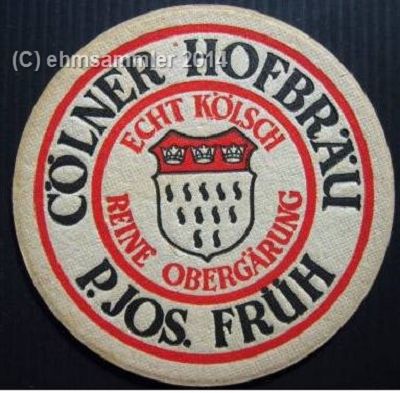 (C) ehmsammler 2014
CÖLNER HOFBRÄU
P. JOS. FRÜH
ECHT KÖLSCH
REINE OBERGÄRUNG